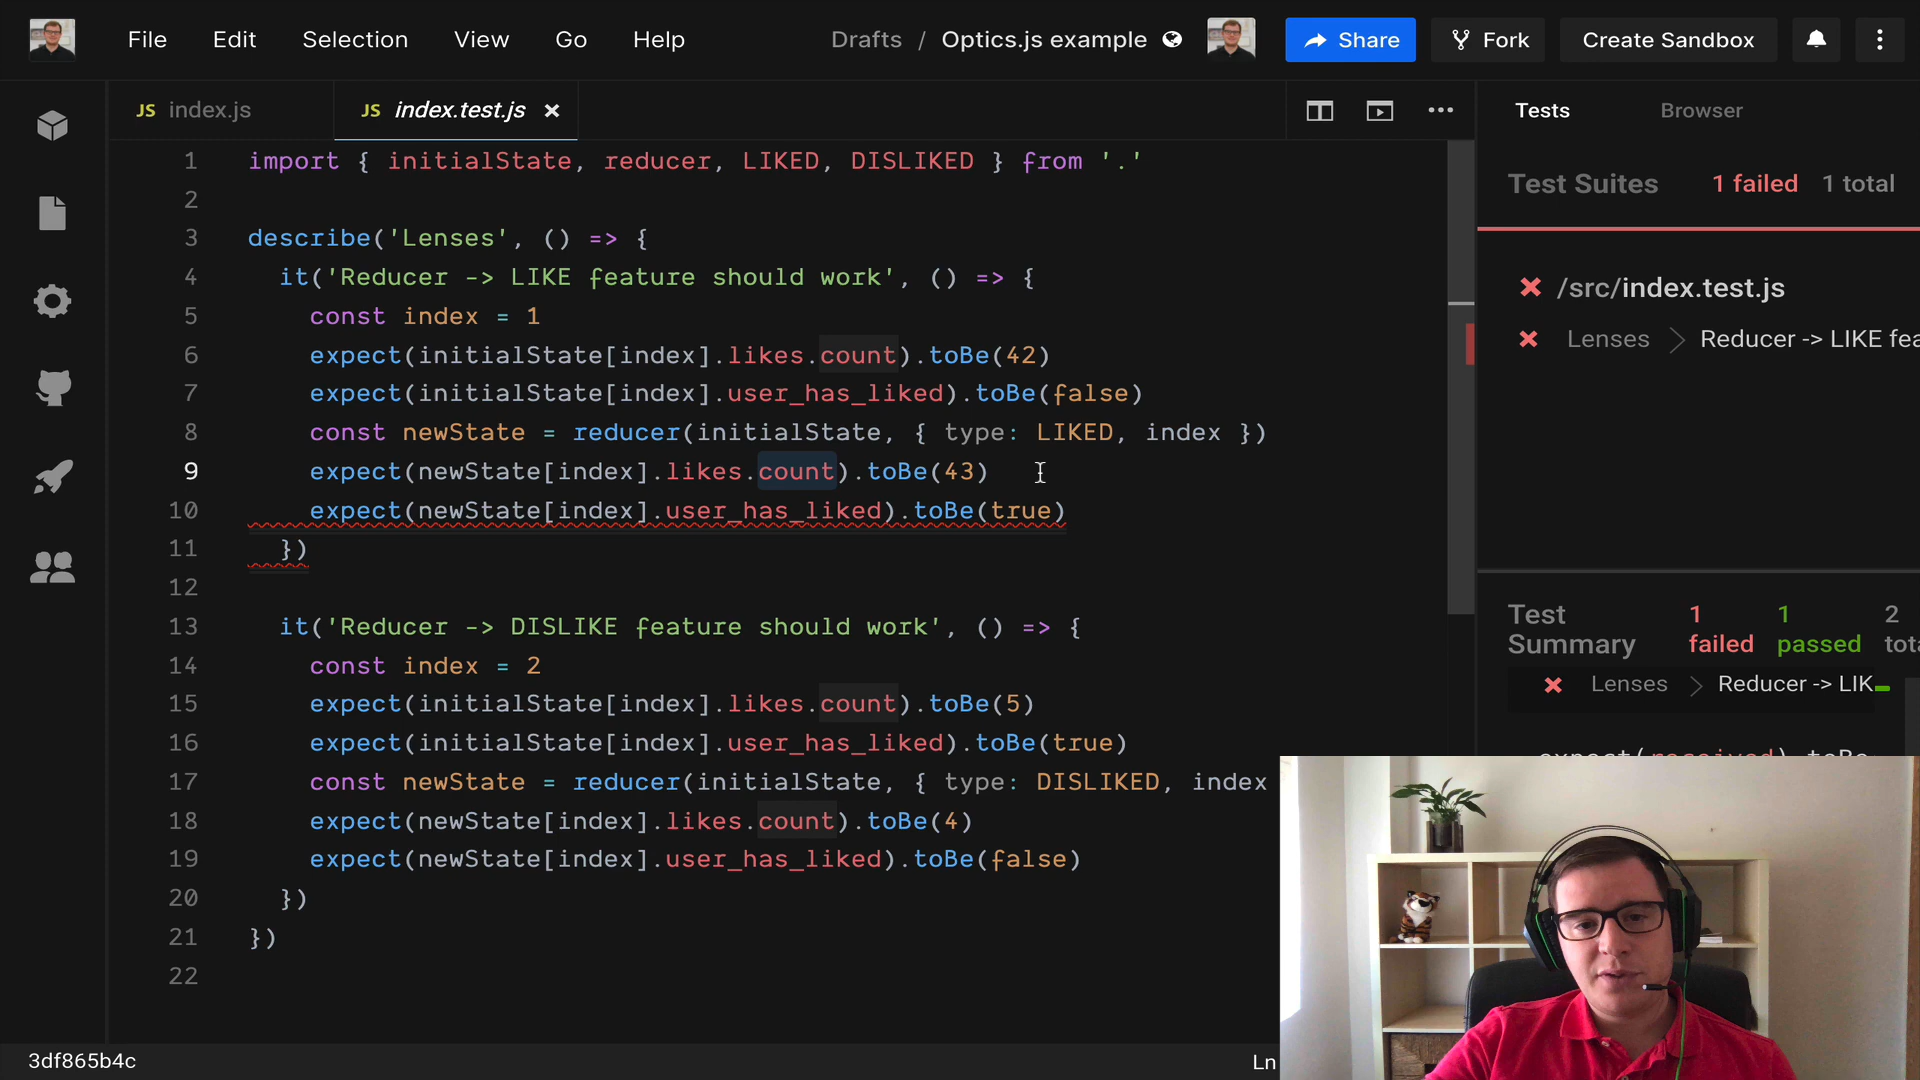 File Edit Selection View Go Help Drafts / Optics.js example Share Fork Create Sandbox
JS index.js JS index.test.js Tests Browser
1 import { initialState, reducer, LIKED, DISLIKED } from '.'
2
3 describe('Lenses', () => {
4 it('Reducer -> LIKE feature should work', () => {
5 const index = 1
6 expect(initialState[index].likes.count).toBe(42)
7 expect(initialState[index].user_has_liked).toBe(false)
8 const newState = reducer(initialState, { type: LIKED, index })
9 expect(newState[index].likes.count).toBe(43)
10 expect(newState[index].user_has_liked).toBe(true)
11 })
12
13 it('Reducer -> DISLIKE feature should work', () => {
14 const index = 2
15 expect(initialState[index].likes.count).toBe(5)
16 expect(initialState[index].user_has_liked).toBe(true)
17 const newState = reducer(initialState, { type: DISLIKED, index
18 expect(newState[index].likes.count).toBe(4)
19 expect(newState[index].user_has_liked).toBe(false)
20 })
21 })
22
Test Suites 1 failed 1 total
/src/index.test.js
Lenses Reducer -> LIKE fea
Test Summary 1 failed 1 passed 2 tot
Lenses Reducer -> LIK
expect(received).toBe
3df865b4c Ln